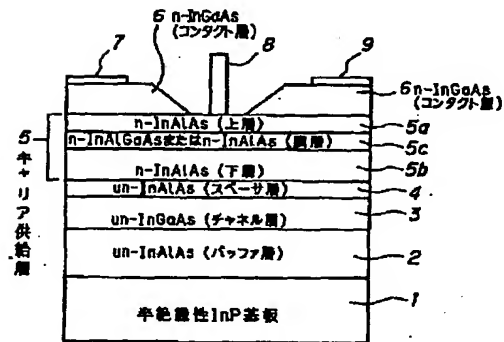 6 n-InGaAs
(コンタクト層)
7
8
9
6 n-InGaAs
(コンタクト層)
n-InAlAs (上層)
5a
n-InAlGaAsまたはn-InAlAs
5c
n-InAlAs (下層)
5b
5キャリア供給層
un-InAlAs (スペーサ層)
4
un-InGaAs (チャネル層)
3
un-InAlAs (バッファ層)
2
半絶縁性InP基板
1